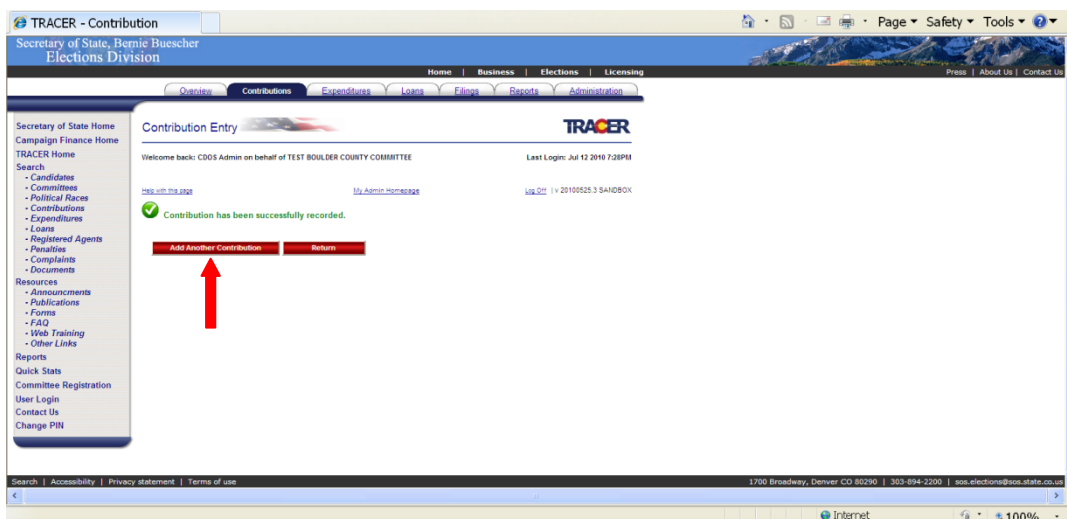 TRACER - Contribution
Page Safety Tools
Secretary of State, Bernie Buescher
Elections Division
Home | Business | Elections | Licensing
Press | About Us | Contact Us
Overview Contributions Expenditures Loans Filings Reports Administration
Secretary of State Home
Campaign Finance Home
TRACER Home
Search
- Candidates
- Committees
- Political Races
- Contributions
- Expenditures
- Loans
- Registered Agents
- Penalties
- Complaints
- Documents
Resources
- Announcments
- Publications
- Forms
- FAQ
- Web Training
- Other Links
Reports
Quick Stats
Committee Registration
User Login
Contact Us
Change PIN
Contribution Entry
TRACER
Welcome back: CDOS Admin on behalf of TEST BOULDER COUNTY COMMITTEE
Last Login: Jul 12 2010 7:28PM
Help with this page
My Admin Homepage
Log Off | v 20100525.3 SANDBOX
Contribution has been successfully recorded.
Add Another Contribution
Return
Search | Accessibility | Privacy statement | Terms of use
1700 Broadway, Denver CO 80290 | 303-894-2200 | sos.elections@sos.state.co.us
Internet
100%